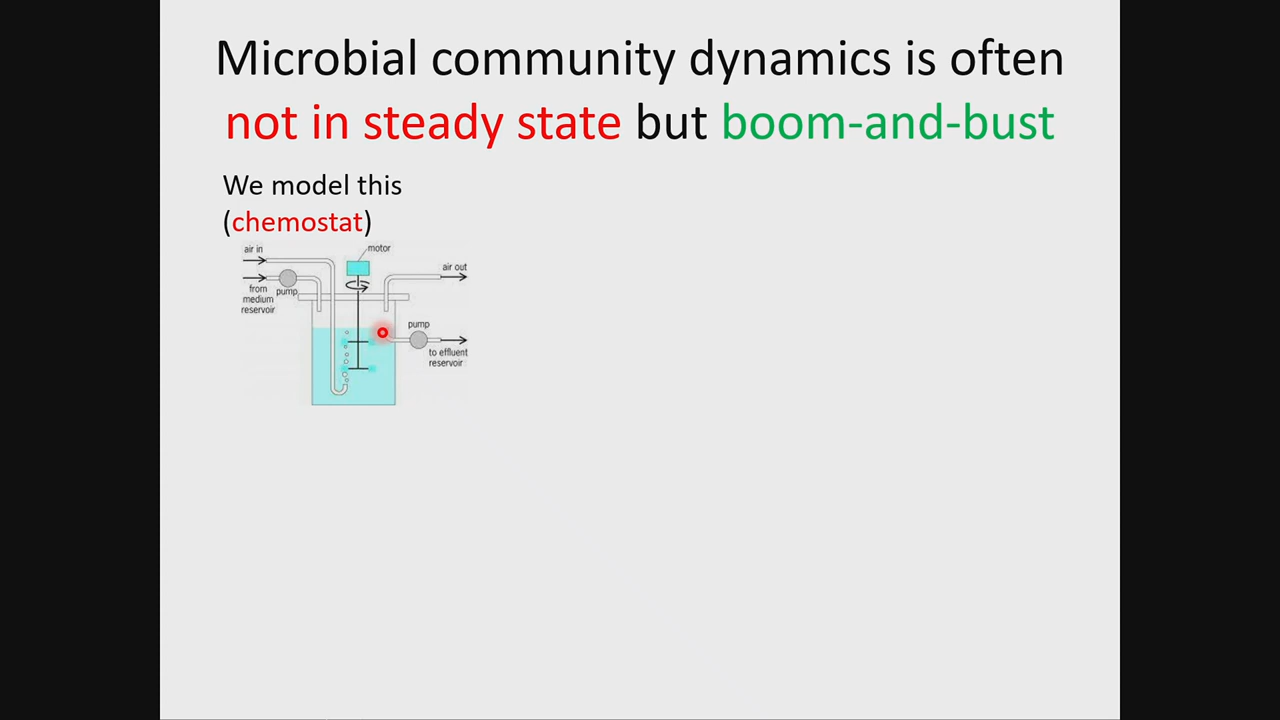 Microbial community dynamics is often
not in steady state but boom-and-bust
We model this
(chemostat)
air in
motor
air out
from
medium
reservoir
pump
pump
to effluent
reservoir